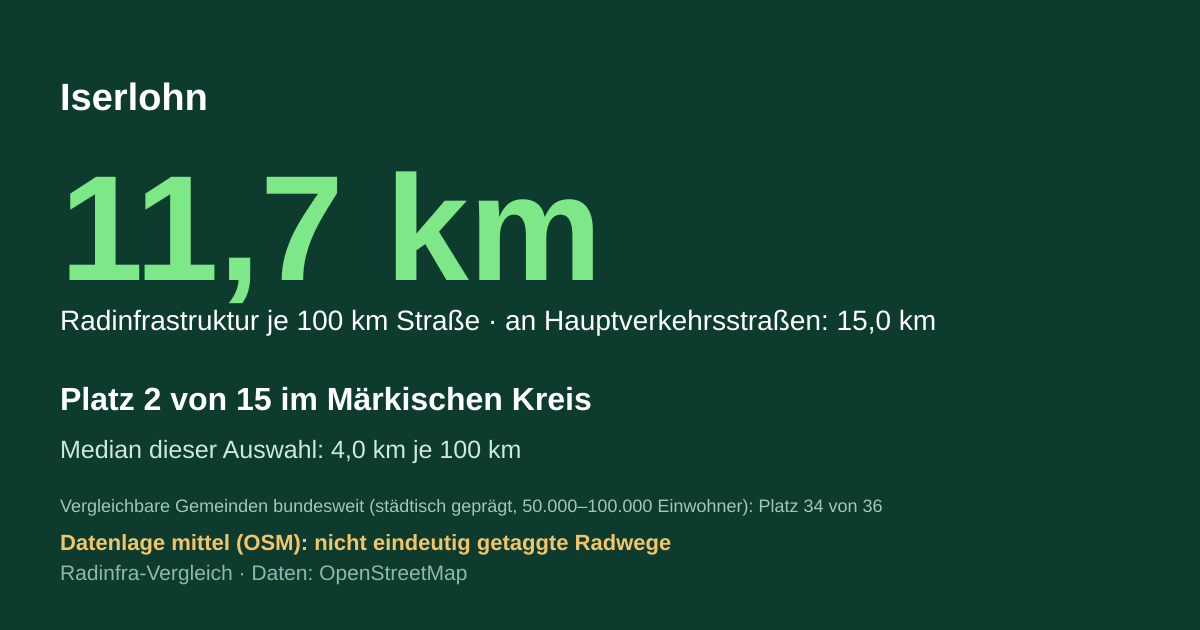 Iserlohn
11,7 km
Radinfrastruktur je 100 km Straße · an Hauptverkehrsstraßen: 15,0 km
Platz 2 von 15 im Märkischen Kreis
Median dieser Auswahl: 4,0 km je 100 km
Vergleichbare Gemeinden bundesweit (städtisch geprägt, 50.000–100.000 Einwohner): Platz 34 von 36
Datenlage mittel (OSM): nicht eindeutig getaggte Radwege
Radinfra-Vergleich · Daten: OpenStreetMap